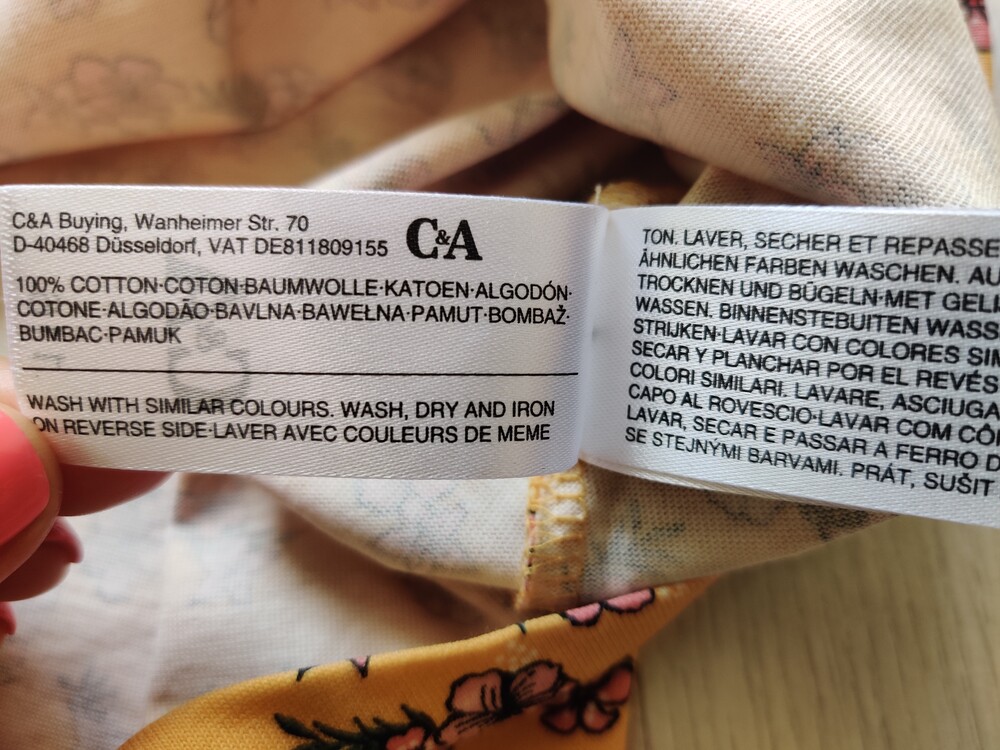 C&A Buying, Wanheimer Str. 70
D-40468 Düsseldorf, VAT DE811809155
C&A
100% COTTON·COTON·BAUMWOLLE·KATOEN·ALGODÓN·
COTONE·ALGODÃO·BAVLNA·BAWEŁNA·PAMUT·BOMBAŽ·
BUMBAC·PAMUK
WASH WITH SIMILAR COLOURS. WASH, DRY AND IRON
ON REVERSE SIDE·LAVER AVEC COULEURS DE MEME
TON. LAVER, SECHER ET REPASSE
ÄHNLICHEN FARBEN WASCHEN. AU
TROCKNEN UND BÜGELN·MET GELI
WASSEN. BINNENSTEBUITEN WASS
STRIJKEN·LAVAR CON COLORES SIM
SECAR Y PLANCHAR POR EL REVÉS
COLORI SIMILARI. LAVARE, ASCIUGA
CAPO AL ROVESCIO·LAVAR COM CÔ
LAVAR, SECAR E PASSAR A FERRO D
SE STEJNÝMI BARVAMI. PRÁT, SUŠIT